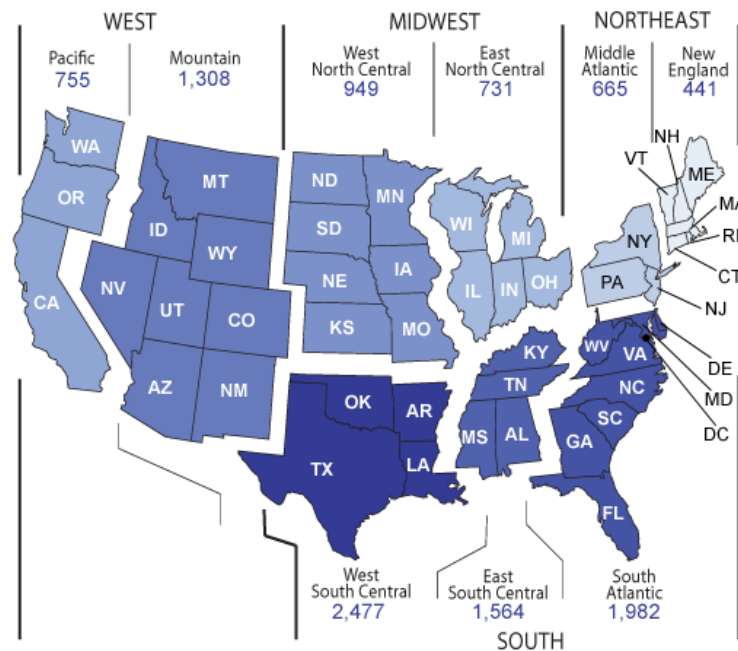 WEST
MIDWEST
NORTHEAST
Pacific
755
Mountain
1,308
West
North Central
949
East
North Central
731
Middle
Atlantic
665
New
England
441
WA
OR
CA
MT
ID
WY
NV
UT
CO
AZ
NM
ND
MN
SD
NE
IA
KS
MO
WI
MI
IL
IN
OH
NH
VT
ME
MA
RI
CT
NY
PA
NJ
DE
MD
DC
KY
WV
VA
TN
NC
SC
MS
AL
GA
FL
OK
AR
TX
LA
West
South Central
2,477
East
South Central
1,564
South
Atlantic
1,982
SOUTH